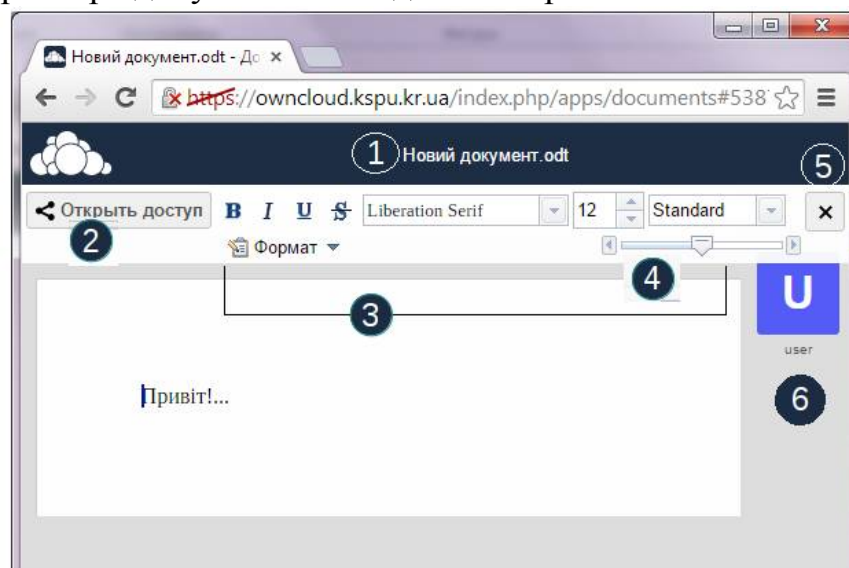 Новий документ.odt - До
https://owncloud.kspu.kr.ua/index.php/apps/documents#538
1 Новий документ.odt
5
Открыть доступ B I U S Liberation Serif 12 Standard
2
Формат
4
3
U
user
Привіт!...
6